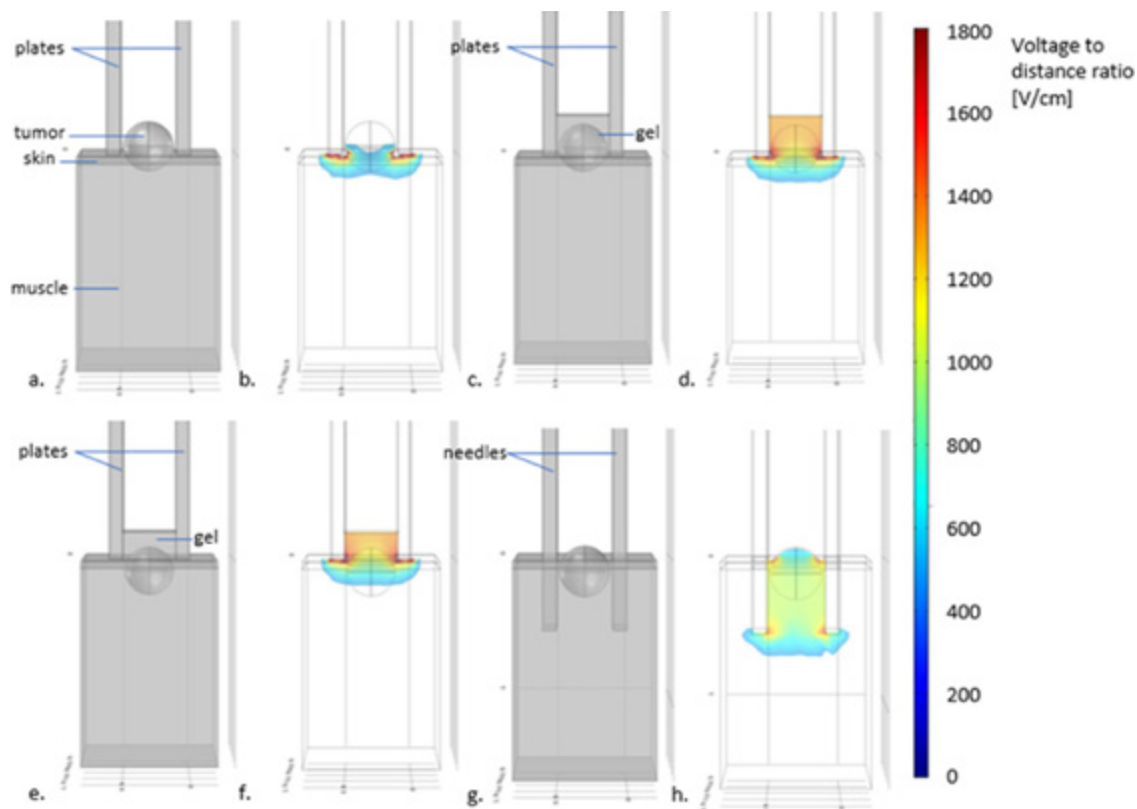 plates
tumor
skin
muscle
a.
b.
plates
gel
c.
d.
1800
1600
1400
1200
1000
800
600
400
200
0
Voltage to
distance ratio
[V/cm]
plates
gel
e.
f.
needles
g.
h.